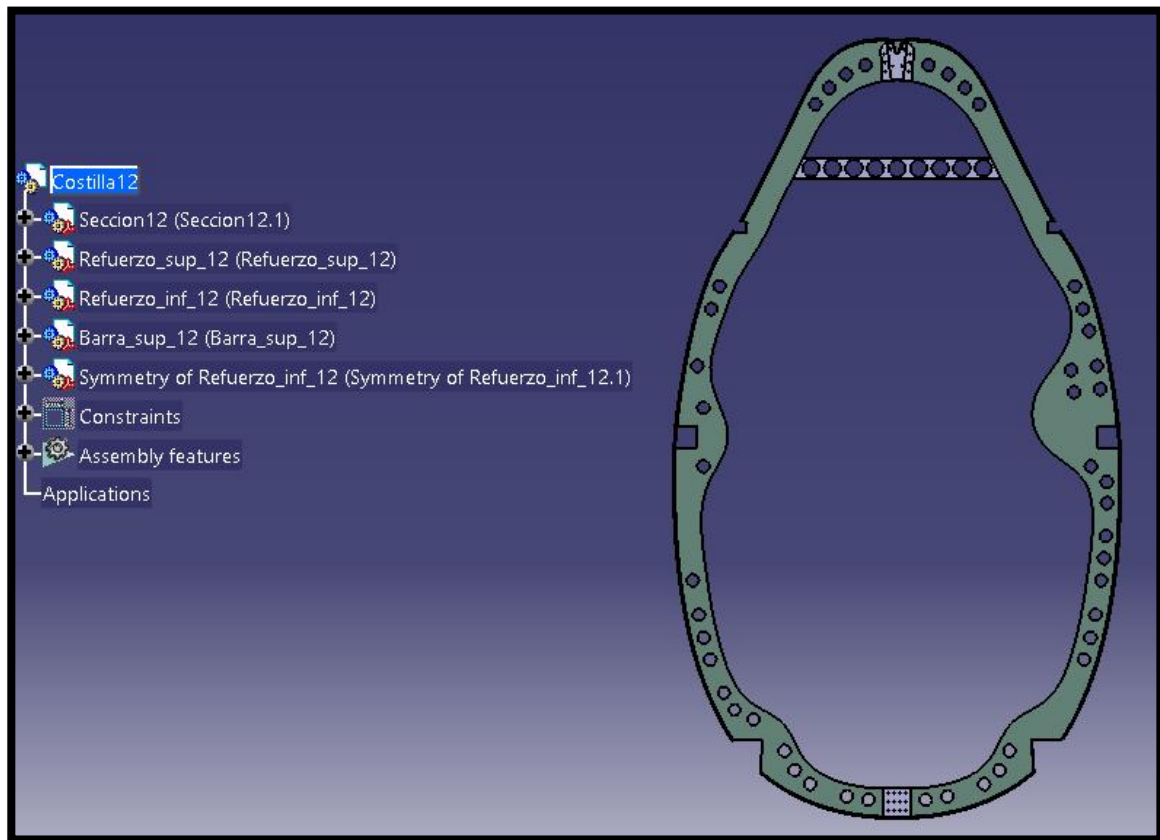 Costilla12
Seccion12 (Seccion12.1)
Refuerzo_sup_12 (Refuerzo_sup_12)
Refuerzo_inf_12 (Refuerzo_inf_12)
Barra_sup_12 (Barra_sup_12)
Symmetry of Refuerzo_inf_12 (Symmetry of Refuerzo_inf_12.1)
Constraints
Assembly features
Applications